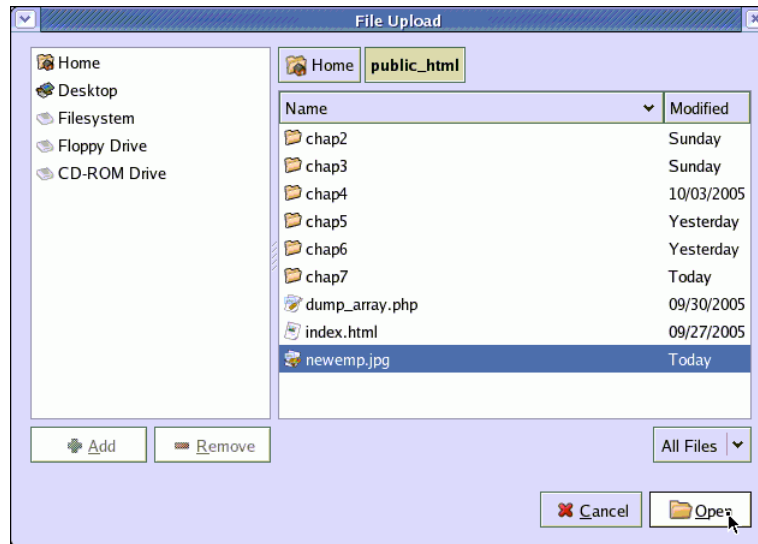 File Upload
Home
Desktop
Filesystem
Floppy Drive
CD-ROM Drive
Add
Remove
Home
public_html
Name Modified
chap2 Sunday
chap3 Sunday
chap4 10/03/2005
chap5 Yesterday
chap6 Yesterday
chap7 Today
dump_array.php 09/30/2005
index.html 09/27/2005
newemp.jpg Today
All Files
Cancel
Open